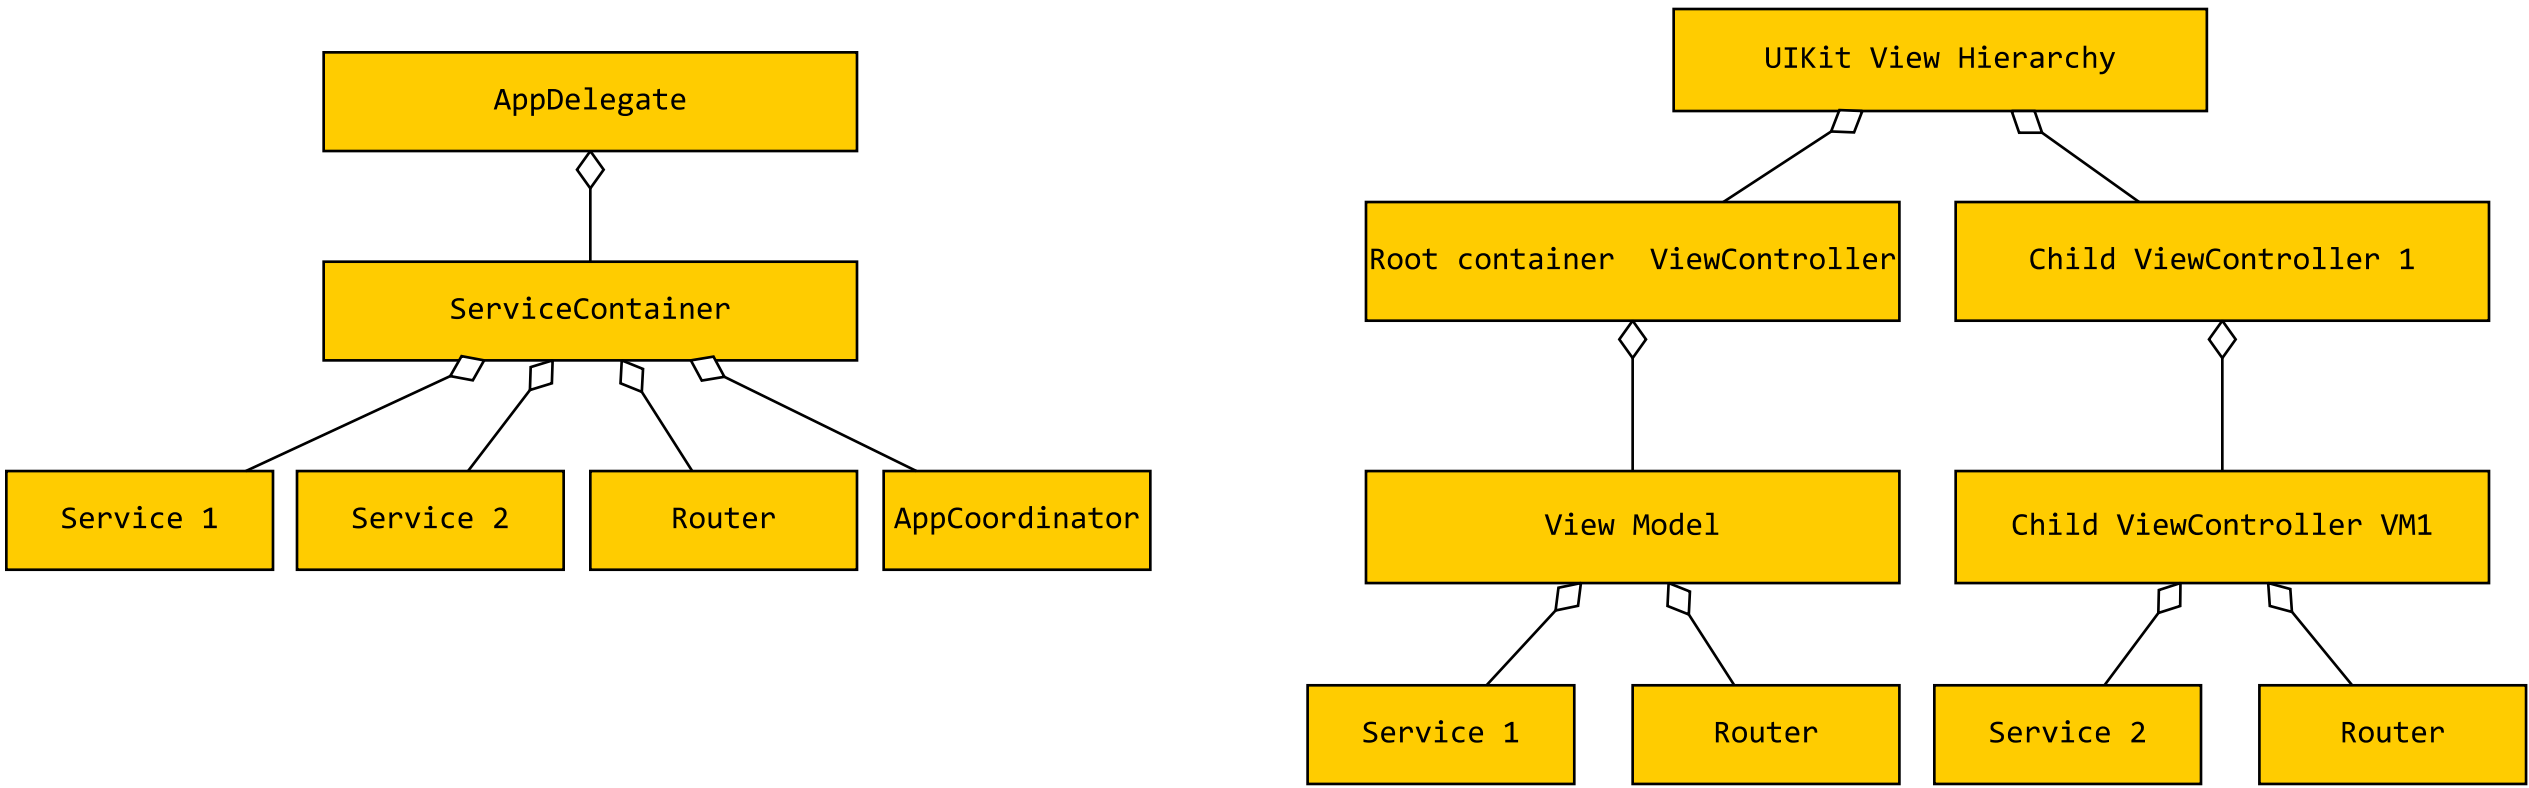 AppDelegate
ServiceContainer
Service 1
Service 2
Router
AppCoordinator
UIKit View Hierarchy
Root container  ViewController
Child ViewController 1
View Model
Child ViewController VM1
Service 1
Router
Service 2
Router